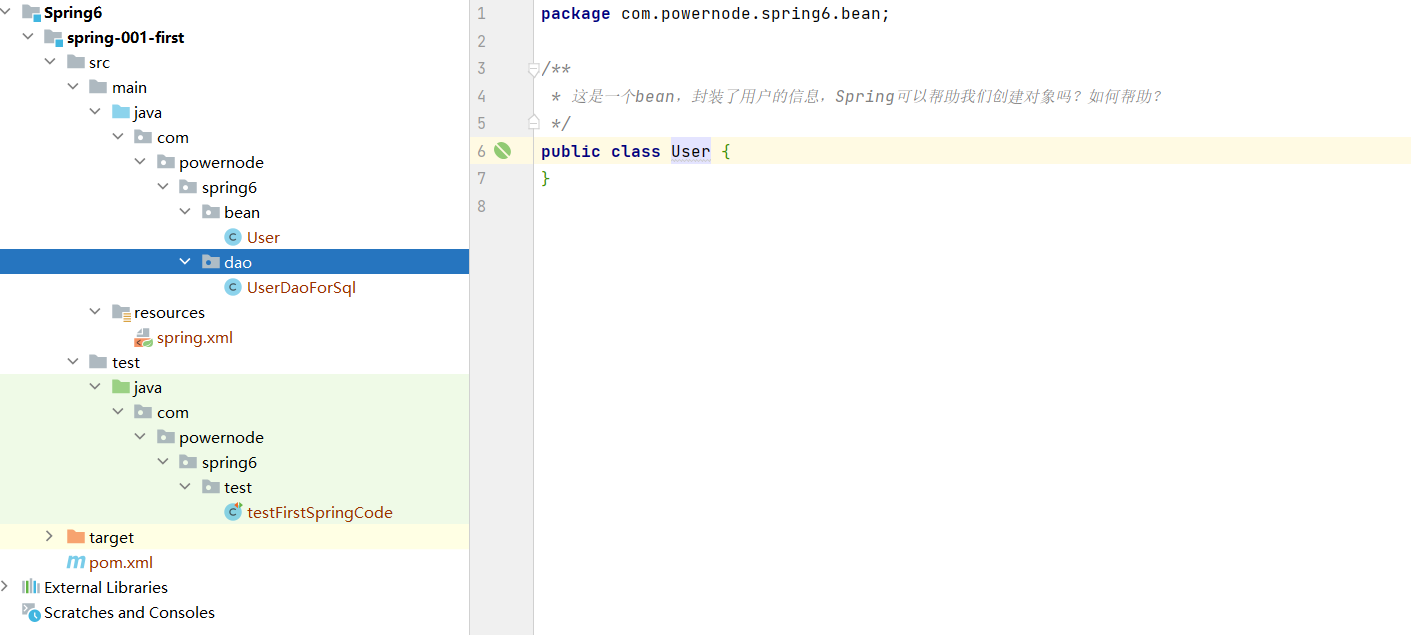 Spring6
spring-001-first
src
main
java
com
powernode
spring6
bean
User
dao
UserDaoForSql
resources
spring.xml
test
java
com
powernode
spring6
test
testFirstSpringCode
target
pom.xml
External Libraries
Scratches and Consoles
1 package com.powernode.spring6.bean;
2
3 /**
4 * 这是一个bean，封装了用户的信息，Spring可以帮助我们创建对象吗？如何帮助？
5 */
6 public class User {
7 }
8